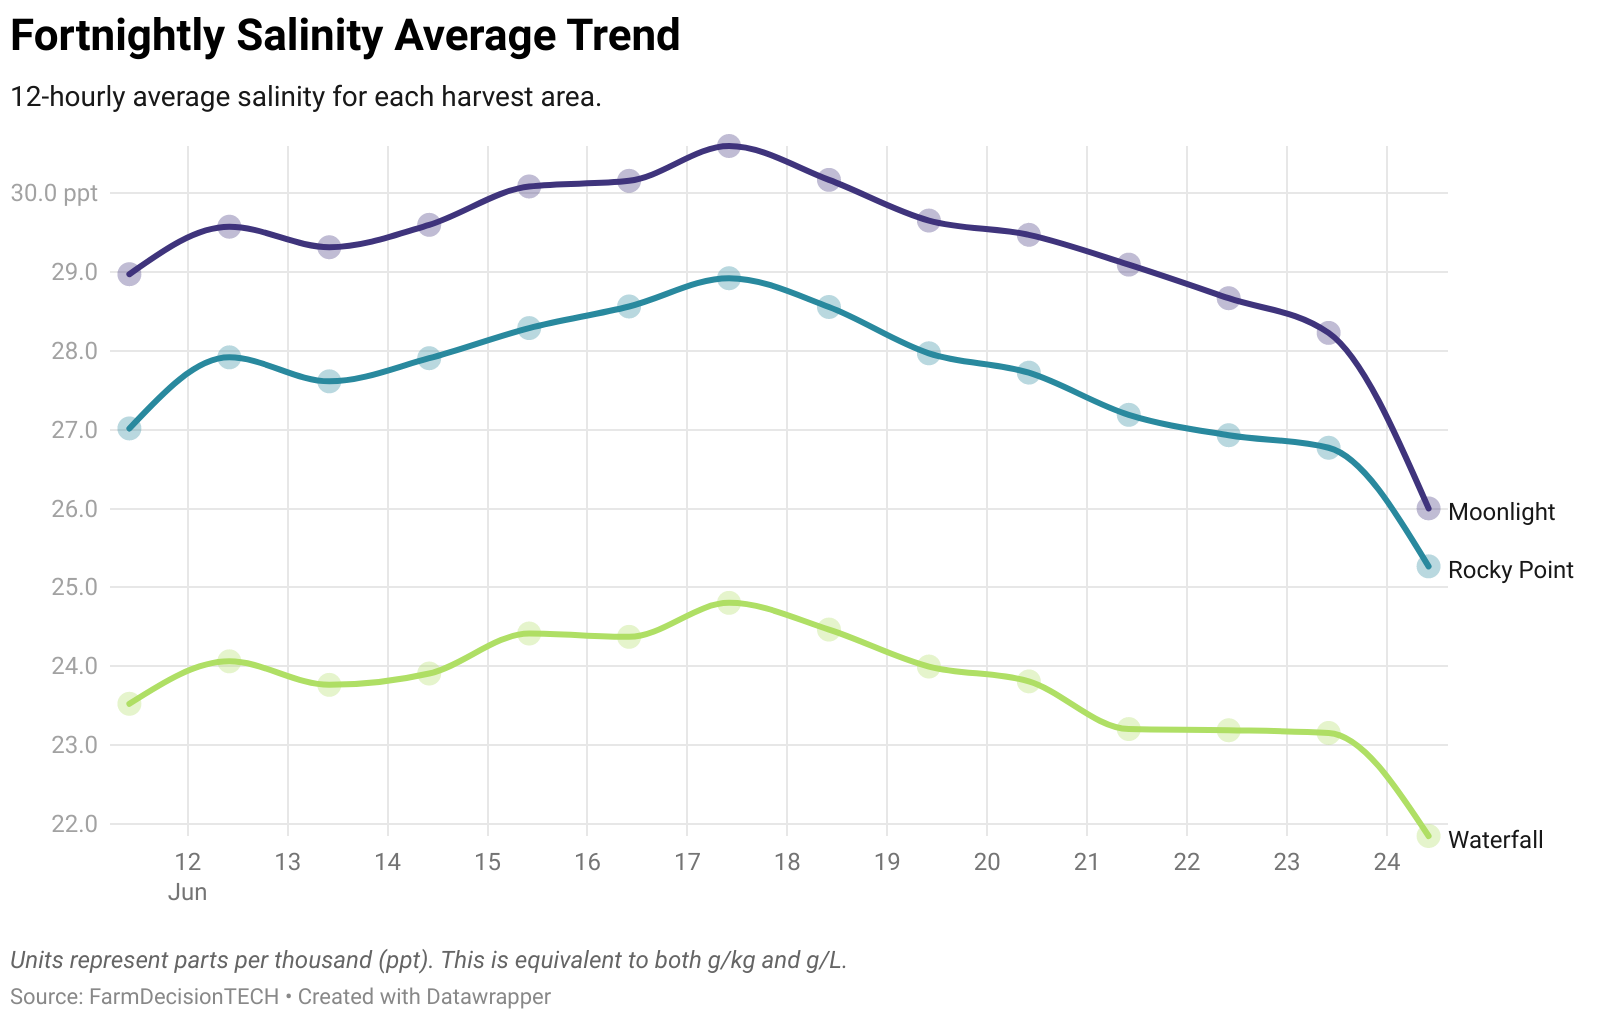 Fortnightly Salinity Average Trend
12-hourly average salinity for each harvest area.
30.0 ppt
29.0
28.0
27.0
26.0
25.0
24.0
23.0
22.0
Moonlight
Rocky Point
Waterfall
12 13 14 15 16 17 18 19 20 21 22 23 24
Jun
Units represent parts per thousand (ppt). This is equivalent to both g/kg and g/L.
Source: FarmDecisionTECH • Created with Datawrapper